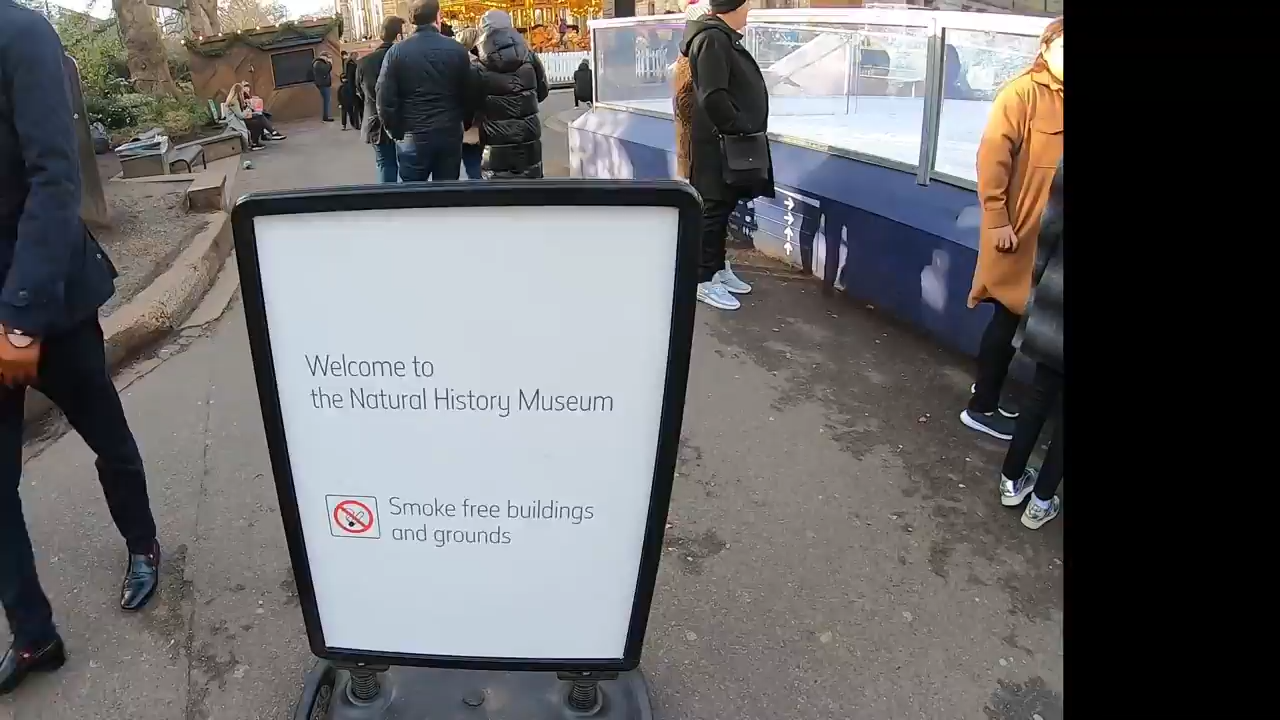 Welcome to
the Natural History Museum
Smoke free buildings
and grounds